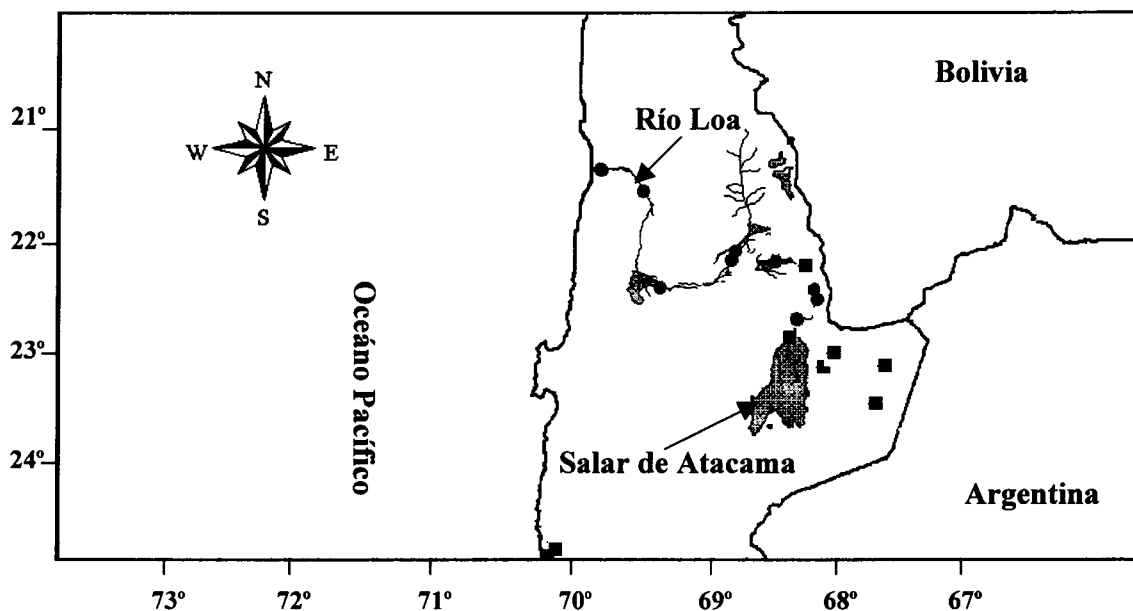 Bolivia
N
21º
Río Loa
W
E
S
22º
Oceáno Pacífico
23º
24º
Salar de Atacama
Argentina
73º
72º
71º
70º
69º
68º
67º